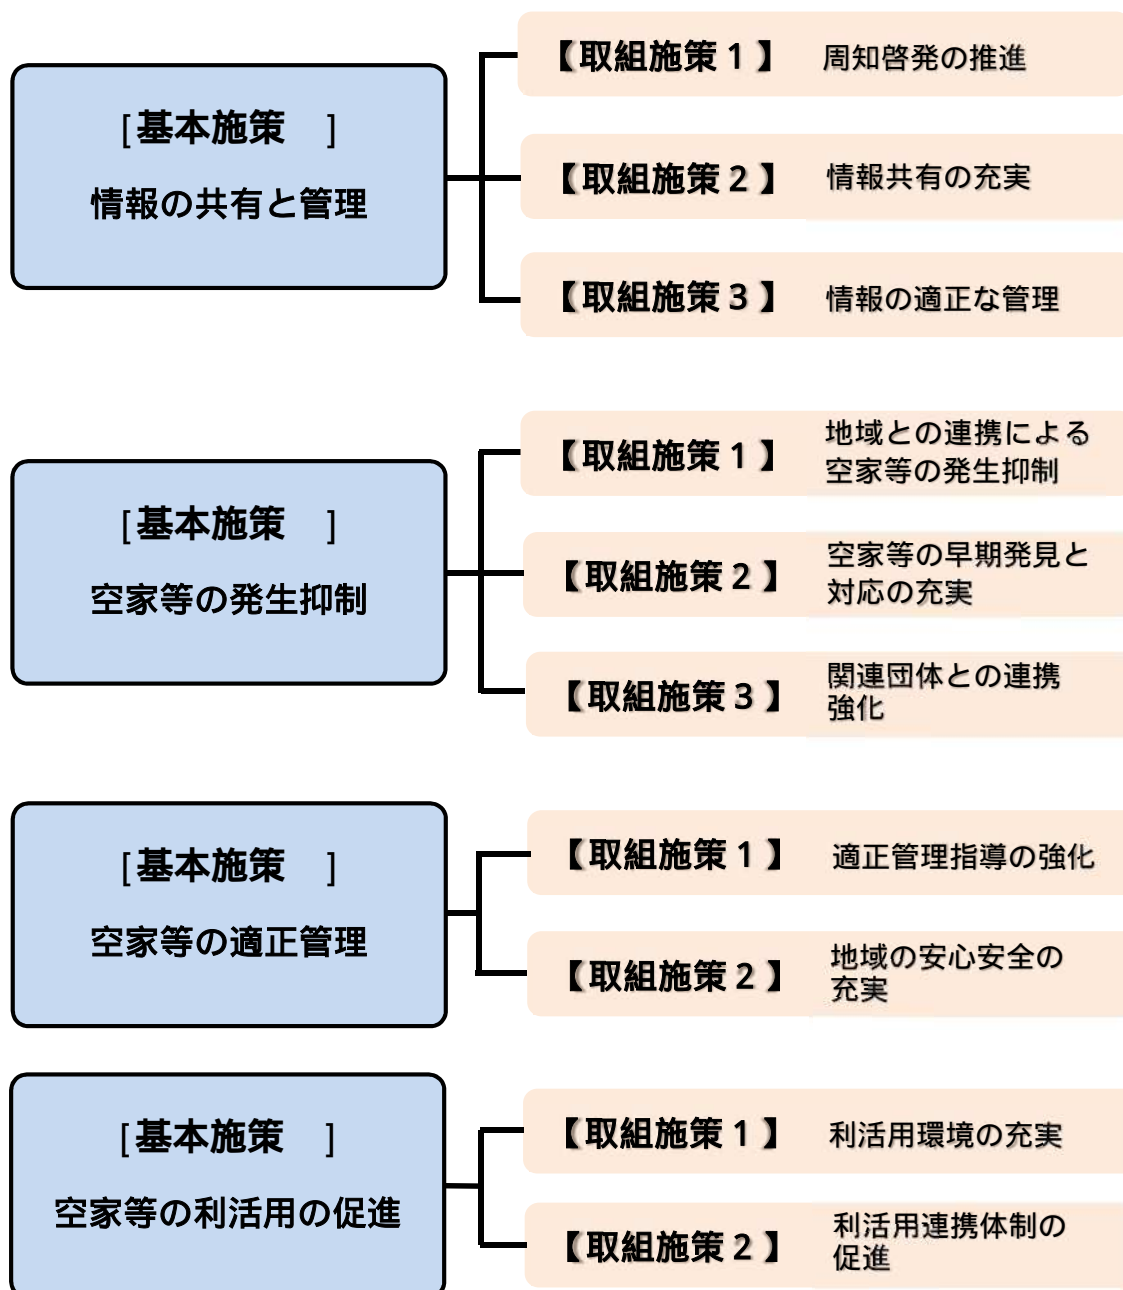 [基本施策　]
情報の共有と管理
【取組施策1】 周知啓発の推進
【取組施策2】 情報共有の充実
【取組施策3】 情報の適正な管理
[基本施策　]
空家等の発生抑制
【取組施策1】 地域との連携による
空家等の発生抑制
【取組施策2】 空家等の早期発見と
対応の充実
【取組施策3】 関連団体との連携
強化
[基本施策　]
空家等の適正管理
【取組施策1】 適正管理指導の強化
【取組施策2】 地域の安心安全の
充実
[基本施策　]
空家等の利活用の促進
【取組施策1】 利活用環境の充実
【取組施策2】 利活用連携体制の
促進